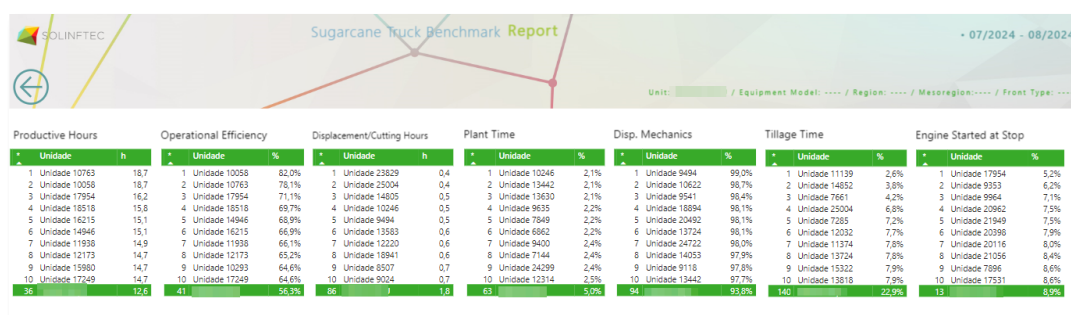 SOLINFTEC
Sugarcane Truck Benchmark Report
• 07/2024 - 08/2024
Unit: / Equipment Model: ---- / Region: ---- / Mesoregion:---- / Front Type: ---
Productive Hours
* Unidade h
1 Unidade 10763 18,7
2 Unidade 10058 18,7
3 Unidade 17954 16,2
4 Unidade 18518 15,8
5 Unidade 16215 15,1
6 Unidade 14946 15,1
7 Unidade 11938 14,9
8 Unidade 12173 14,7
9 Unidade 15980 14,7
10 Unidade 17249 14,7
36 12,6
Operational Efficiency
* Unidade %
1 Unidade 10058 82,0%
2 Unidade 10763 78,1%
3 Unidade 17954 71,1%
4 Unidade 18518 69,7%
5 Unidade 14946 68,9%
6 Unidade 16215 66,9%
7 Unidade 11938 66,1%
8 Unidade 12173 65,2%
9 Unidade 10293 64,6%
10 Unidade 17249 64,6%
41 56,3%
Displacement/Cutting Hours
* Unidade h
1 Unidade 23829 0,4
2 Unidade 25004 0,4
3 Unidade 14805 0,5
4 Unidade 10246 0,5
5 Unidade 9494 0,5
6 Unidade 13583 0,6
7 Unidade 12220 0,6
8 Unidade 18941 0,6
9 Unidade 8507 0,7
10 Unidade 9024 0,7
86 1,8
Plant Time
* Unidade %
1 Unidade 10246 2,1%
2 Unidade 13442 2,1%
3 Unidade 13630 2,1%
4 Unidade 9635 2,2%
5 Unidade 7849 2,2%
6 Unidade 6862 2,2%
7 Unidade 9400 2,4%
8 Unidade 7144 2,4%
9 Unidade 24299 2,4%
10 Unidade 12314 2,5%
63 5,0%
Disp. Mechanics
* Unidade %
1 Unidade 9494 99,0%
2 Unidade 10622 98,7%
3 Unidade 9541 98,4%
4 Unidade 18894 98,1%
5 Unidade 20492 98,1%
6 Unidade 13724 98,1%
7 Unidade 24722 98,0%
8 Unidade 14053 97,9%
9 Unidade 9118 97,8%
10 Unidade 13442 97,7%
94 93,8%
Tillage Time
* Unidade %
1 Unidade 11139 2,6%
2 Unidade 14852 3,8%
3 Unidade 7661 4,2%
4 Unidade 25004 6,8%
5 Unidade 7285 7,2%
6 Unidade 12032 7,7%
7 Unidade 11374 7,8%
8 Unidade 13724 7,8%
9 Unidade 15322 7,9%
10 Unidade 13818 7,9%
140 22,9%
Engine Started at Stop
* Unidade %
1 Unidade 17954 5,2%
2 Unidade 9353 6,2%
3 Unidade 9964 7,1%
4 Unidade 20962 7,5%
5 Unidade 21949 7,5%
6 Unidade 20398 7,9%
7 Unidade 20116 8,0%
8 Unidade 21056 8,4%
9 Unidade 7896 8,6%
10 Unidade 17531 8,6%
13 8,9%